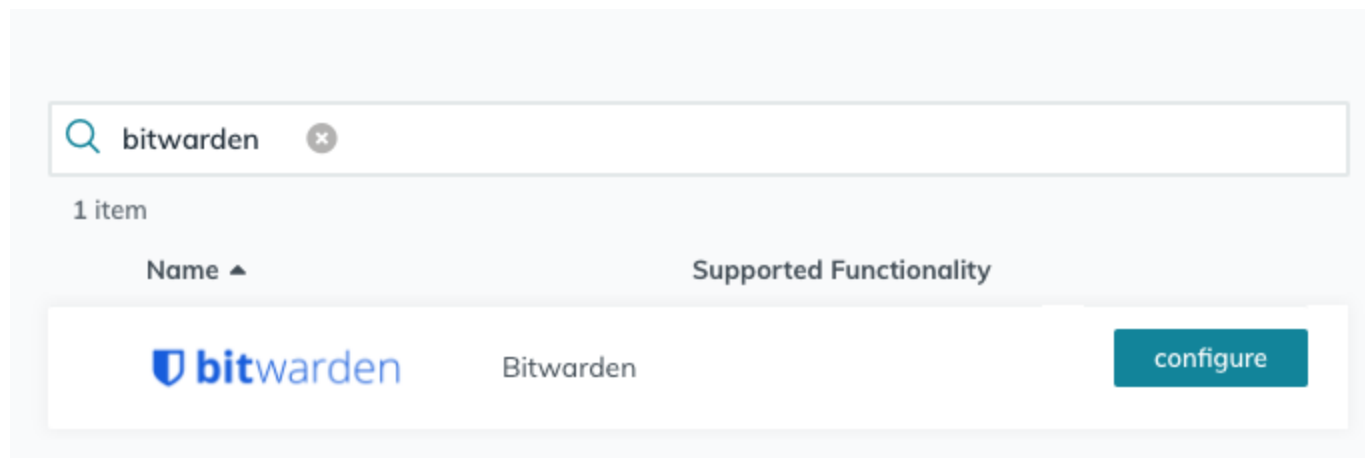 bitwarden
1 item
Name Supported Functionality
bitwarden Bitwarden configure